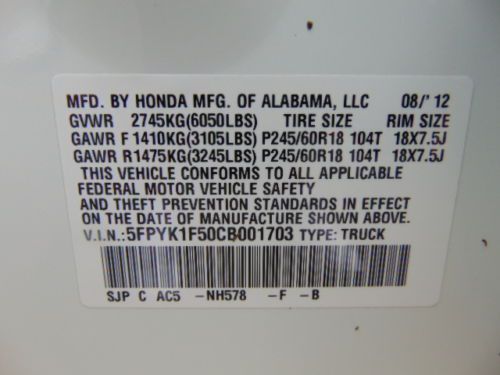 MFD. BY HONDA MFG. OF ALABAMA, LLC 08/'12
GVWR 2745KG(6050LBS) TIRE SIZE RIM SIZE
GAWR F 1410KG(3105LBS) P245/60R18 104T 18X7.5J
GAWR R1475KG(3245LBS) P245/60R18 104T 18X7.5J
THIS VEHICLE CONFORMS TO ALL APPLICABLE
FEDERAL MOTOR VEHICLE SAFETY
AND THEFT PREVENTION STANDARDS IN EFFECT
ON THE DATE OF MANUFACTURE SHOWN ABOVE.
V.I.N.:5FPYK1F50CB001703 TYPE: TRUCK
SJP C AC5 -NH578 -F -B